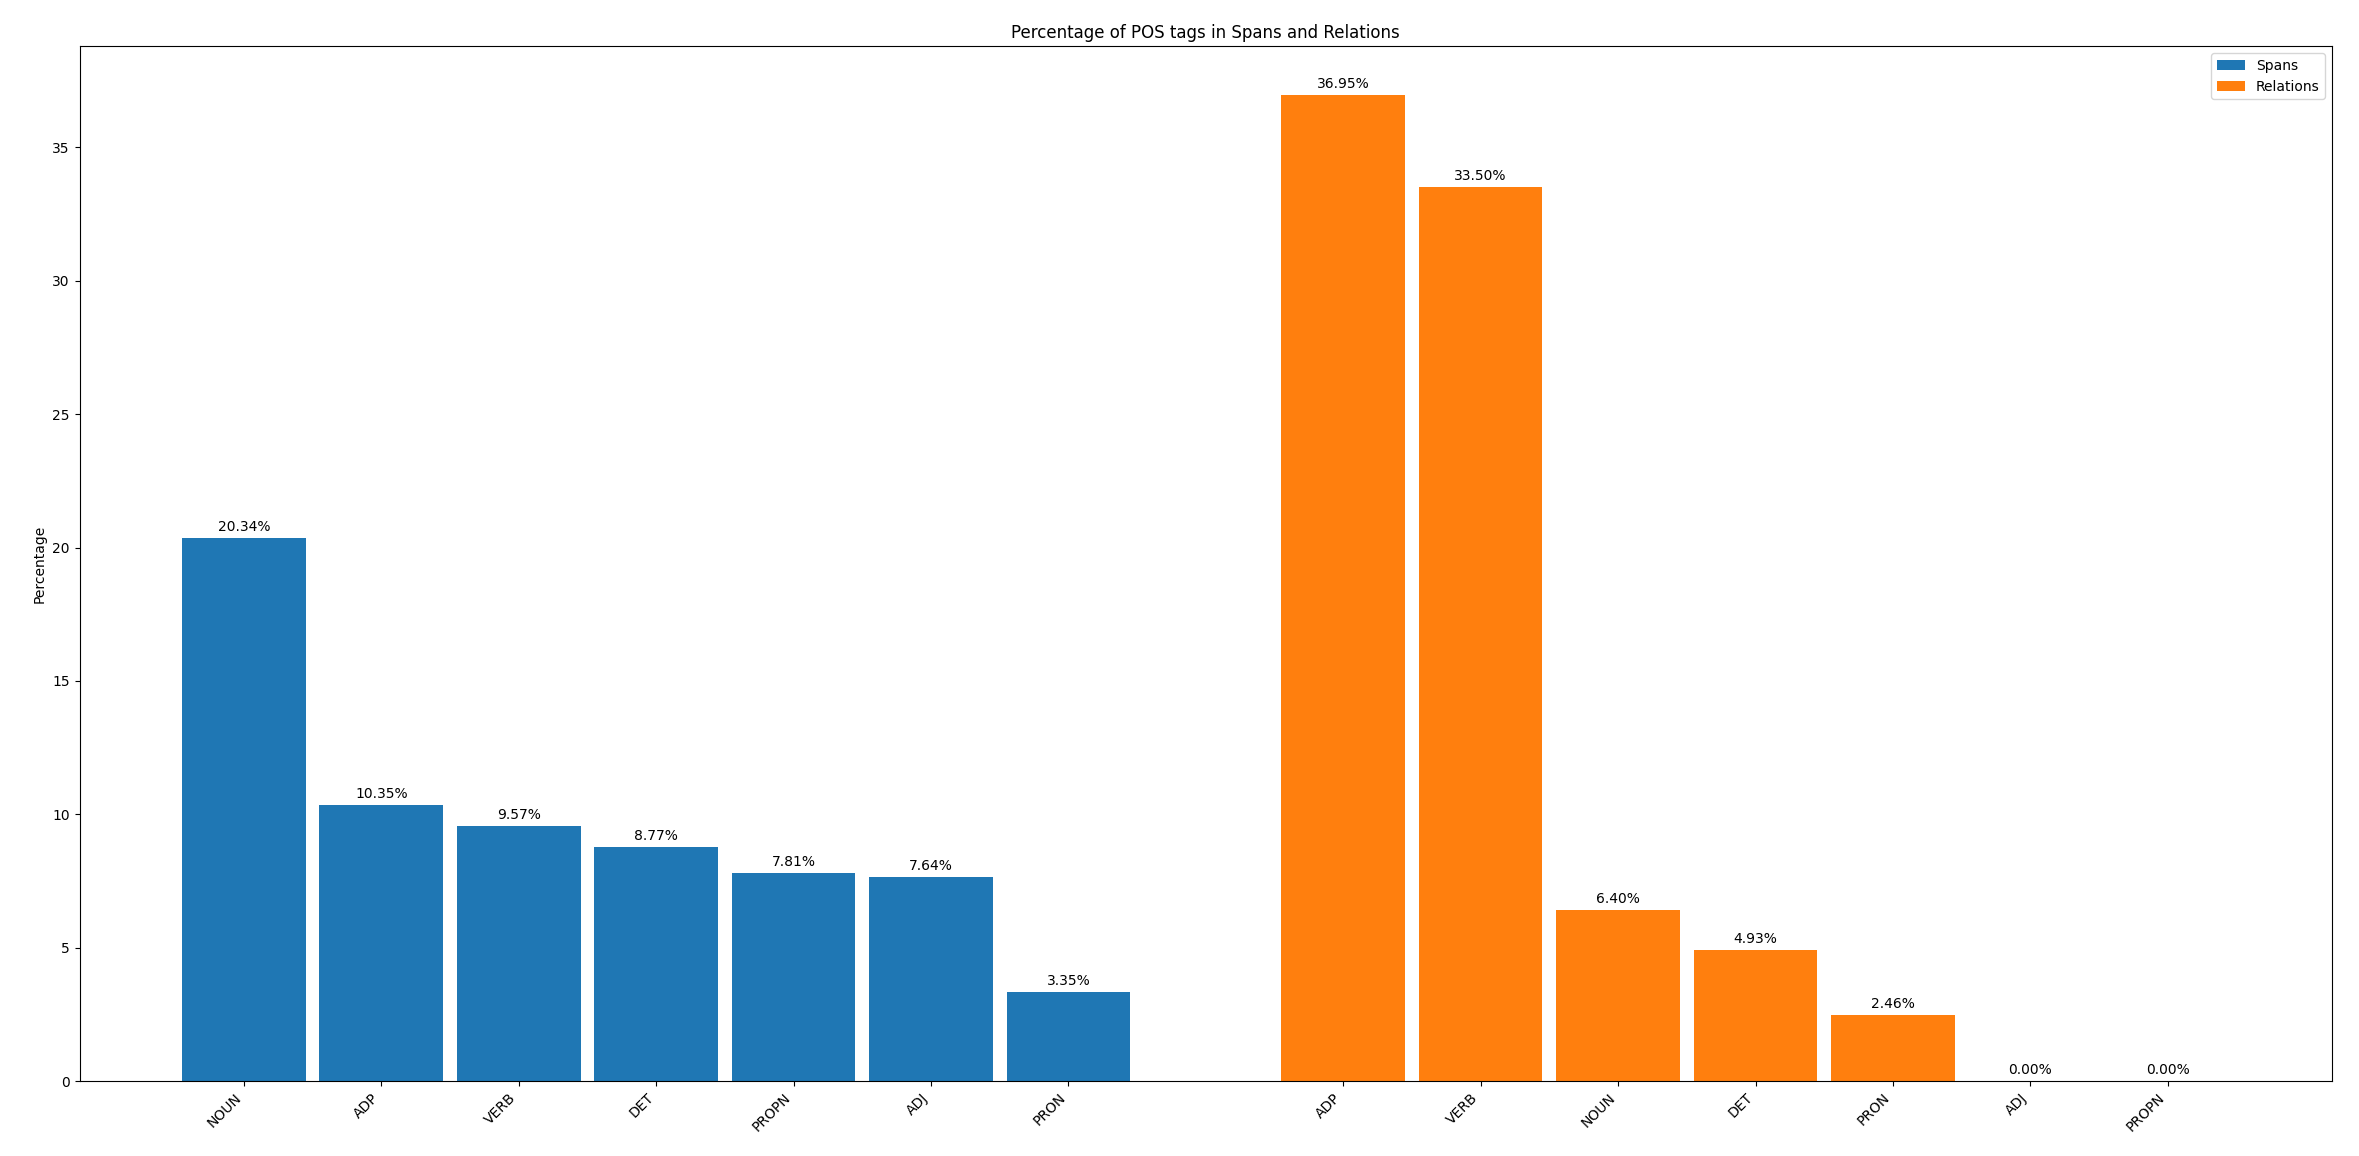 Percentage of POS tags in Spans and Relations
Spans
Relations
Percentage
35
30
25
20
15
10
5
0
20.34%
10.35%
9.57%
8.77%
7.81%
7.64%
3.35%
36.95%
33.50%
6.40%
4.93%
2.46%
0.00%
0.00%
NOUN
ADP
VERB
DET
PROPN
ADJ
PRON
ADP
VERB
NOUN
DET
PRON
ADJ
PROPN